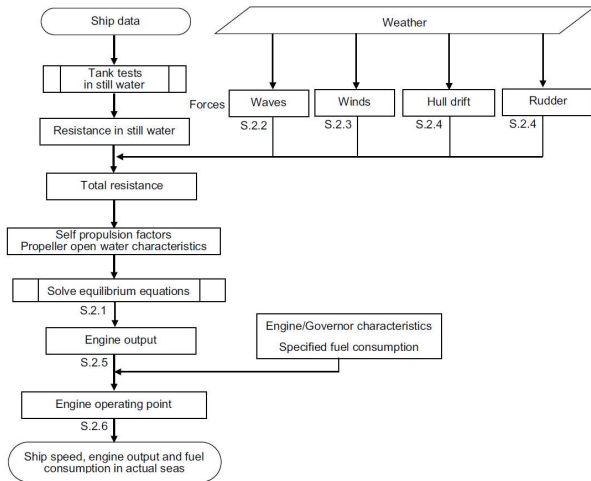 Ship data
Weather
Tank tests
in still water
Forces
Waves
Winds
Hull drift
Rudder
S.2.2
S.2.3
S.2.4
S.2.4
Resistance in still water
Total resistance
Self propulsion factors
Propeller open water characteristics
Solve equilibrium equations
S.2.1
Engine/Governor characteristics
Specified fuel consumption
Engine output
S.2.5
Engine operating point
S.2.6
Ship speed, engine output and fuel
consumption in actual seas